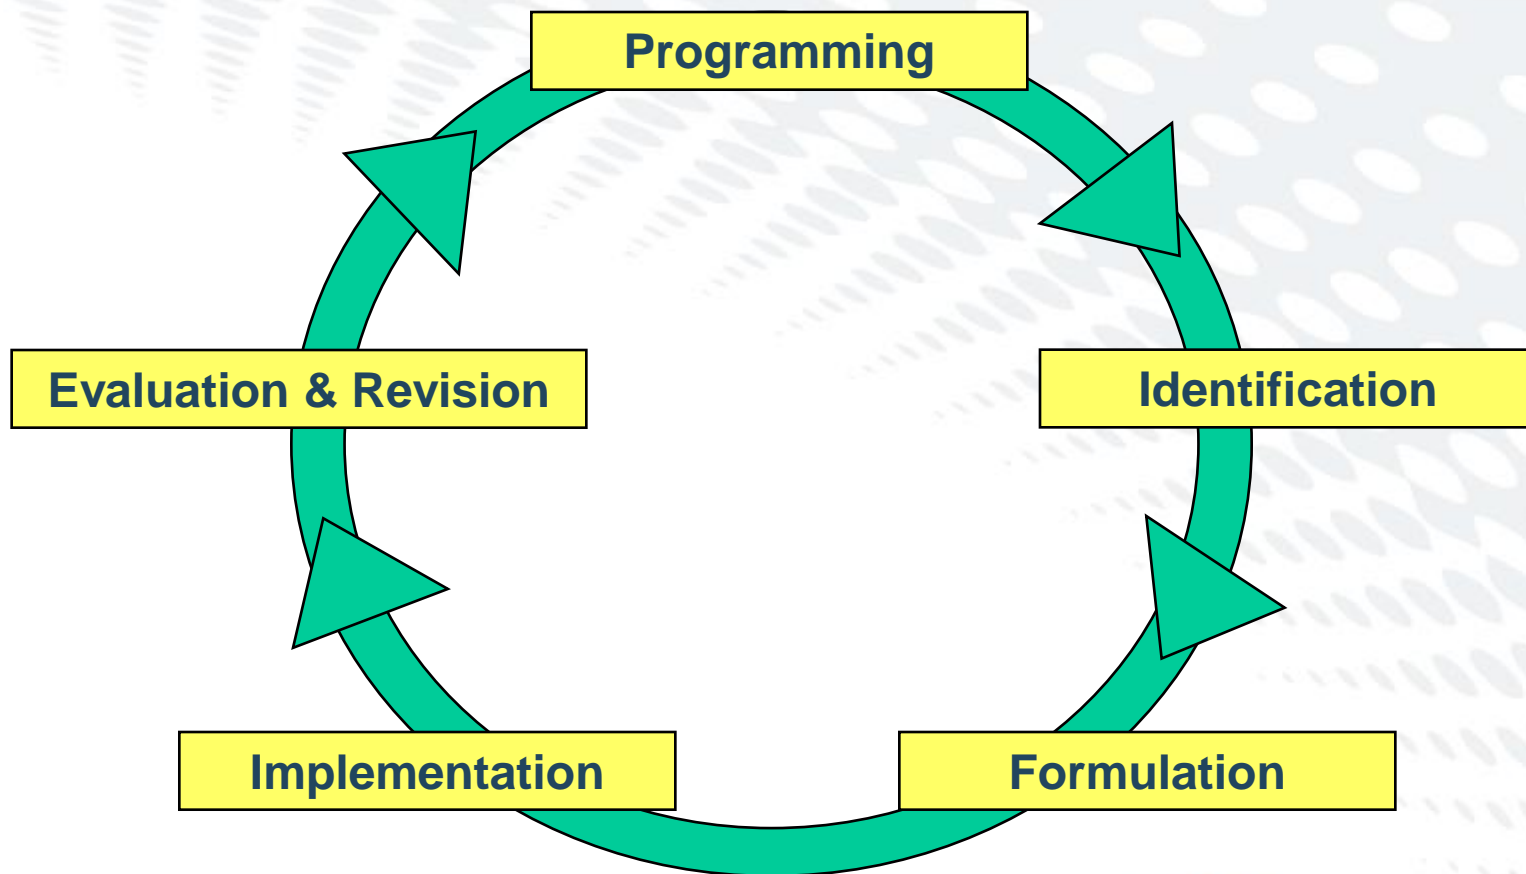 Programming
Evaluation & Revision
Identification
Implementation
Formulation